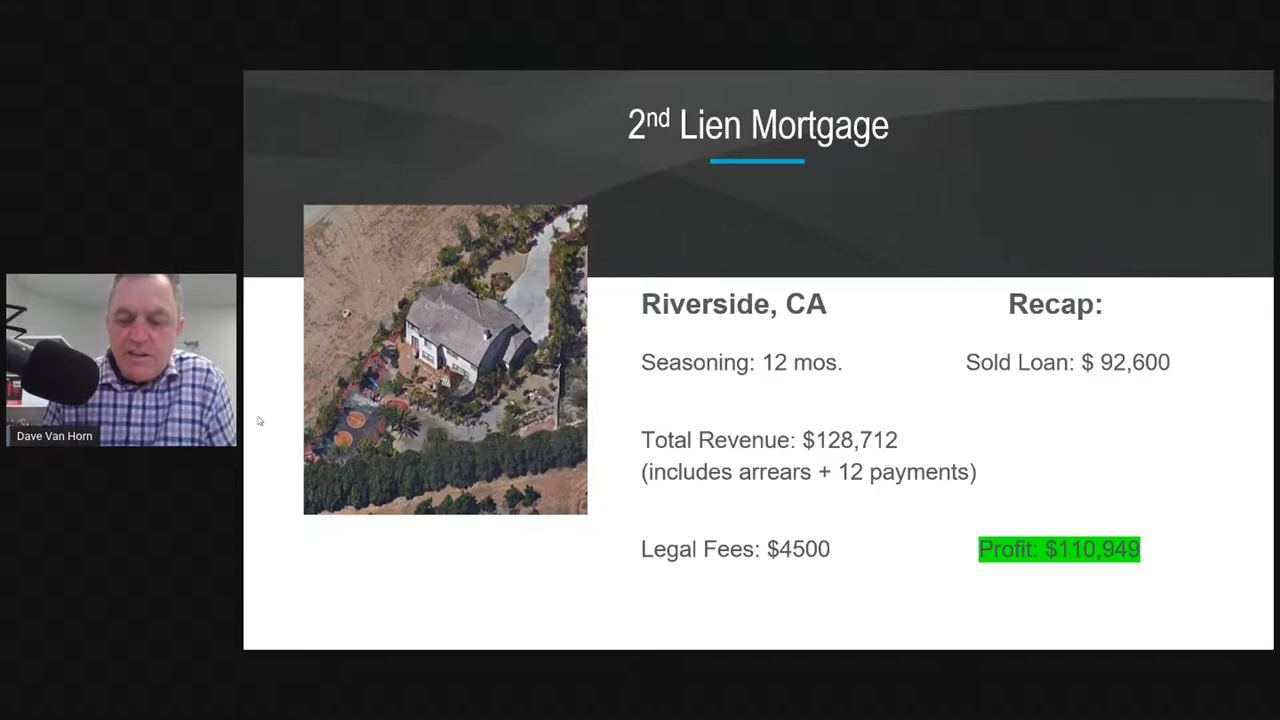 2nd Lien Mortgage
Riverside, CA
Recap:
Seasoning: 12 mos.
Sold Loan: $ 92,600
Total Revenue: $128,712
(includes arrears + 12 payments)
Legal Fees: $4500
Profit: $110,949
Dave Van Horn